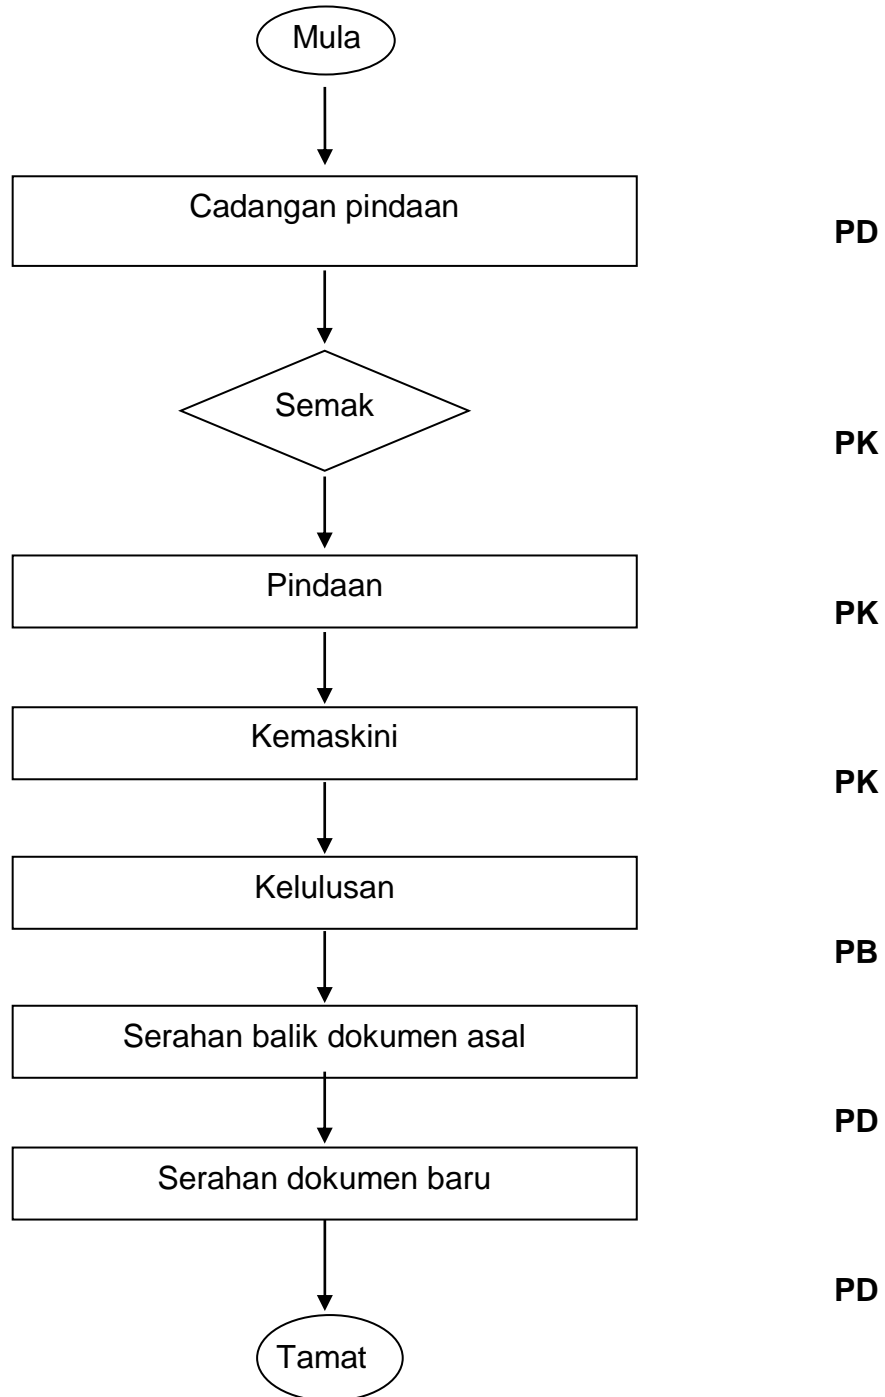 Mula
Cadangan pindaan
PD
Semak
PK
Pindaan
PK
Kemaskini
PK
Kelulusan
PB
Serahan balik dokumen asal
PD
Serahan dokumen baru
PD
Tamat